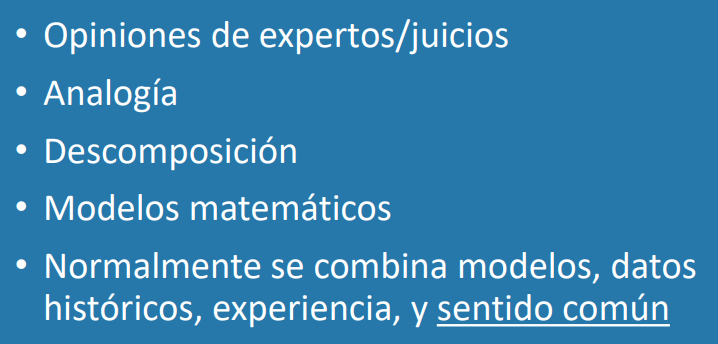 • Opiniones de expertos/juicios
• Analogía
• Descomposición
• Modelos matemáticos
• Normalmente se combina modelos, datos
históricos, experiencia, y sentido común